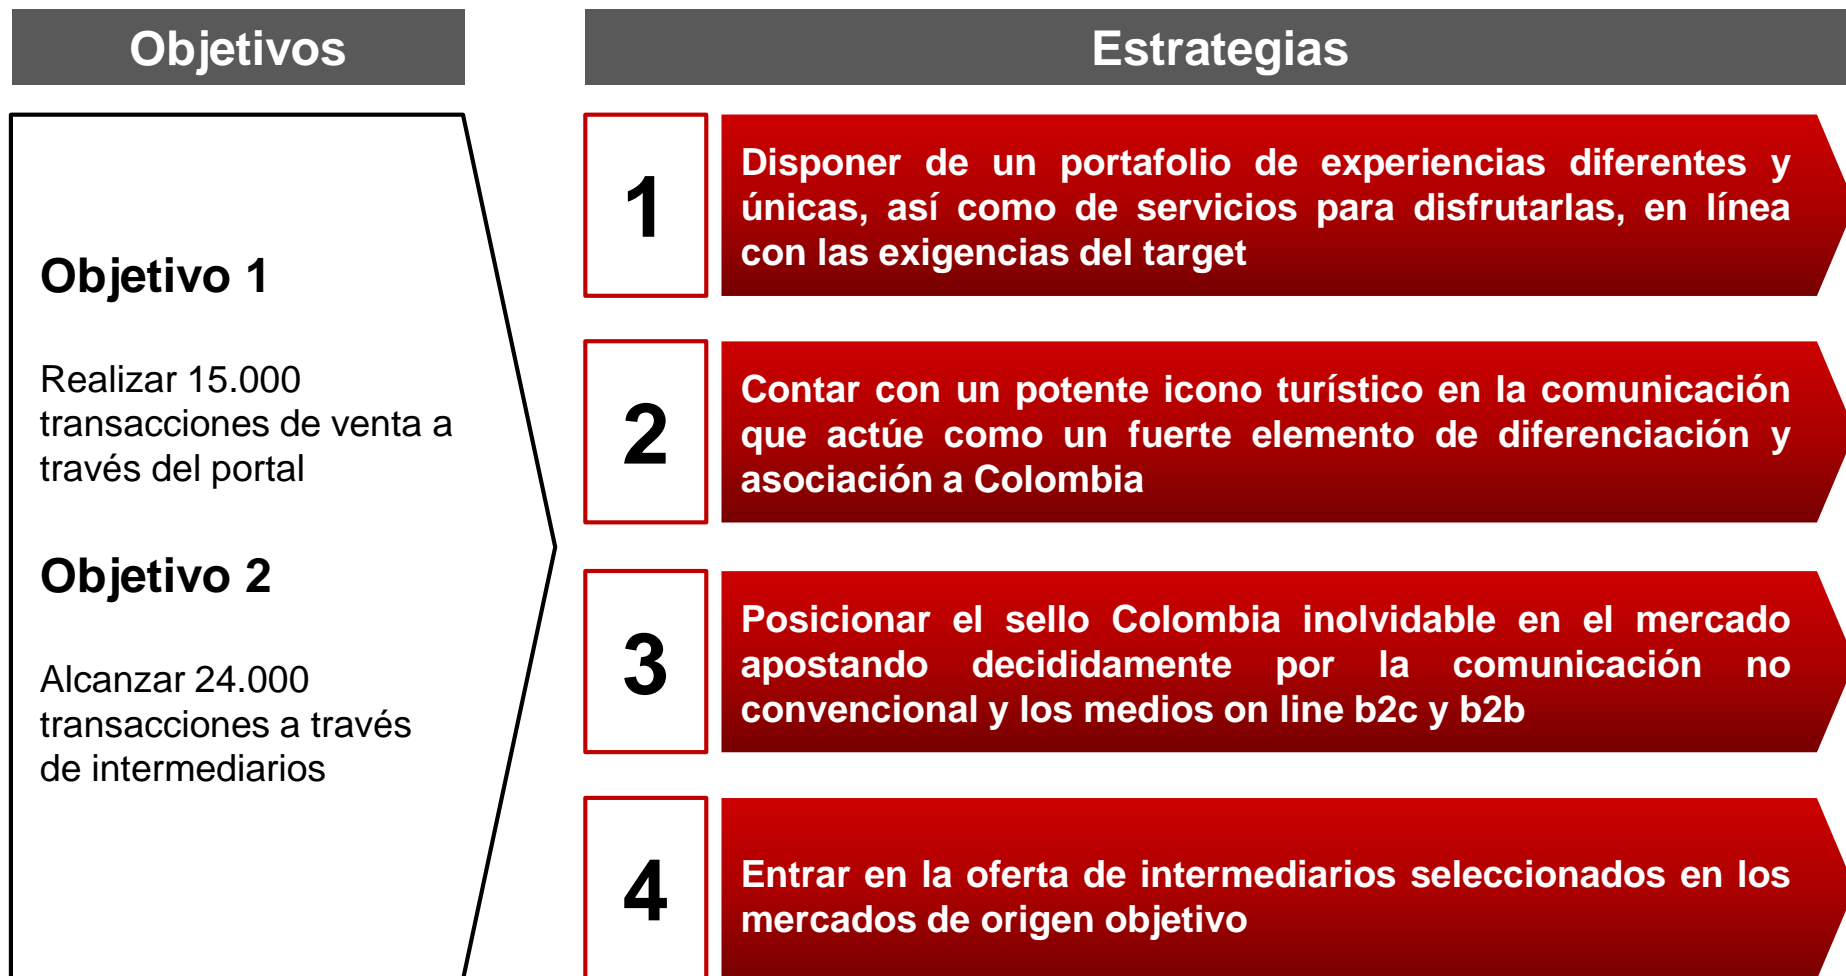 Objetivos
Estrategias
Objetivo 1
Realizar 15.000
transacciones de venta a
través del portal
Objetivo 2
Alcanzar 24.000
transacciones a través
de intermediarios
1
Disponer de un portafolio de experiencias diferentes y
únicas, así como de servicios para disfrutarlas, en línea
con las exigencias del target
2
Contar con un potente icono turístico en la comunicación
que actúe como un fuerte elemento de diferenciación y
asociación a Colombia
3
Posicionar el sello Colombia inolvidable en el mercado
apostando decididamente por la comunicación no
convencional y los medios on line b2c y b2b
4
Entrar en la oferta de intermediarios seleccionados en los
mercados de origen objetivo